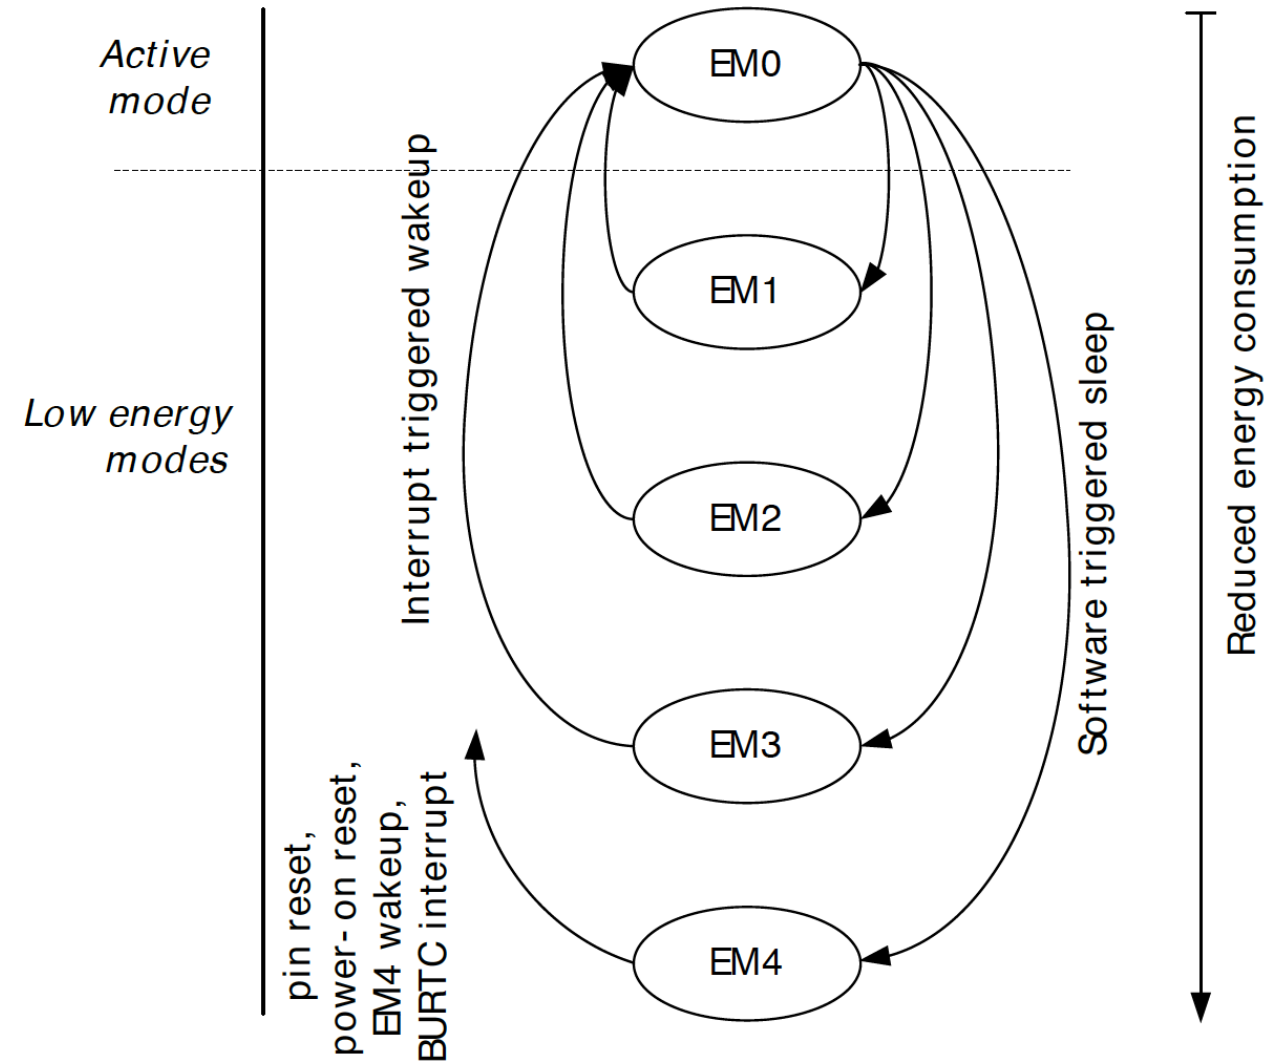 Active
mode
EM0
Interrupt triggered wakeup
EM1
Low energy
modes
EM2
EM3
EM4
pin reset,
power-on reset,
EM4 wakeup,
BURTC interrupt
Software triggered sleep
Reduced energy consumption